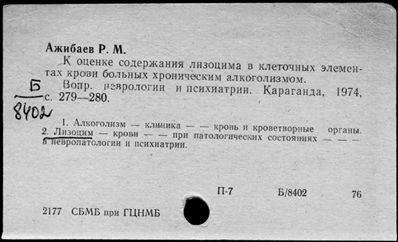 Ажибаев Р. М.
К оценке содержания лизоцима в клеточных элемен-
тах крови больных хроническим алкоголизмом.
Вопр. неврологии и психиатрии. Караганда, 1974,
Б с. 279—280.
8402
1. Алкоголизм — клиника — — кровь и кроветворные органы.
2. Лизоцим — крови — — при патологических состояниях — — —
в невропатологии и психиатрии.
П-7 Б/8402 76
2177 СБМБ при ГЦНМБ